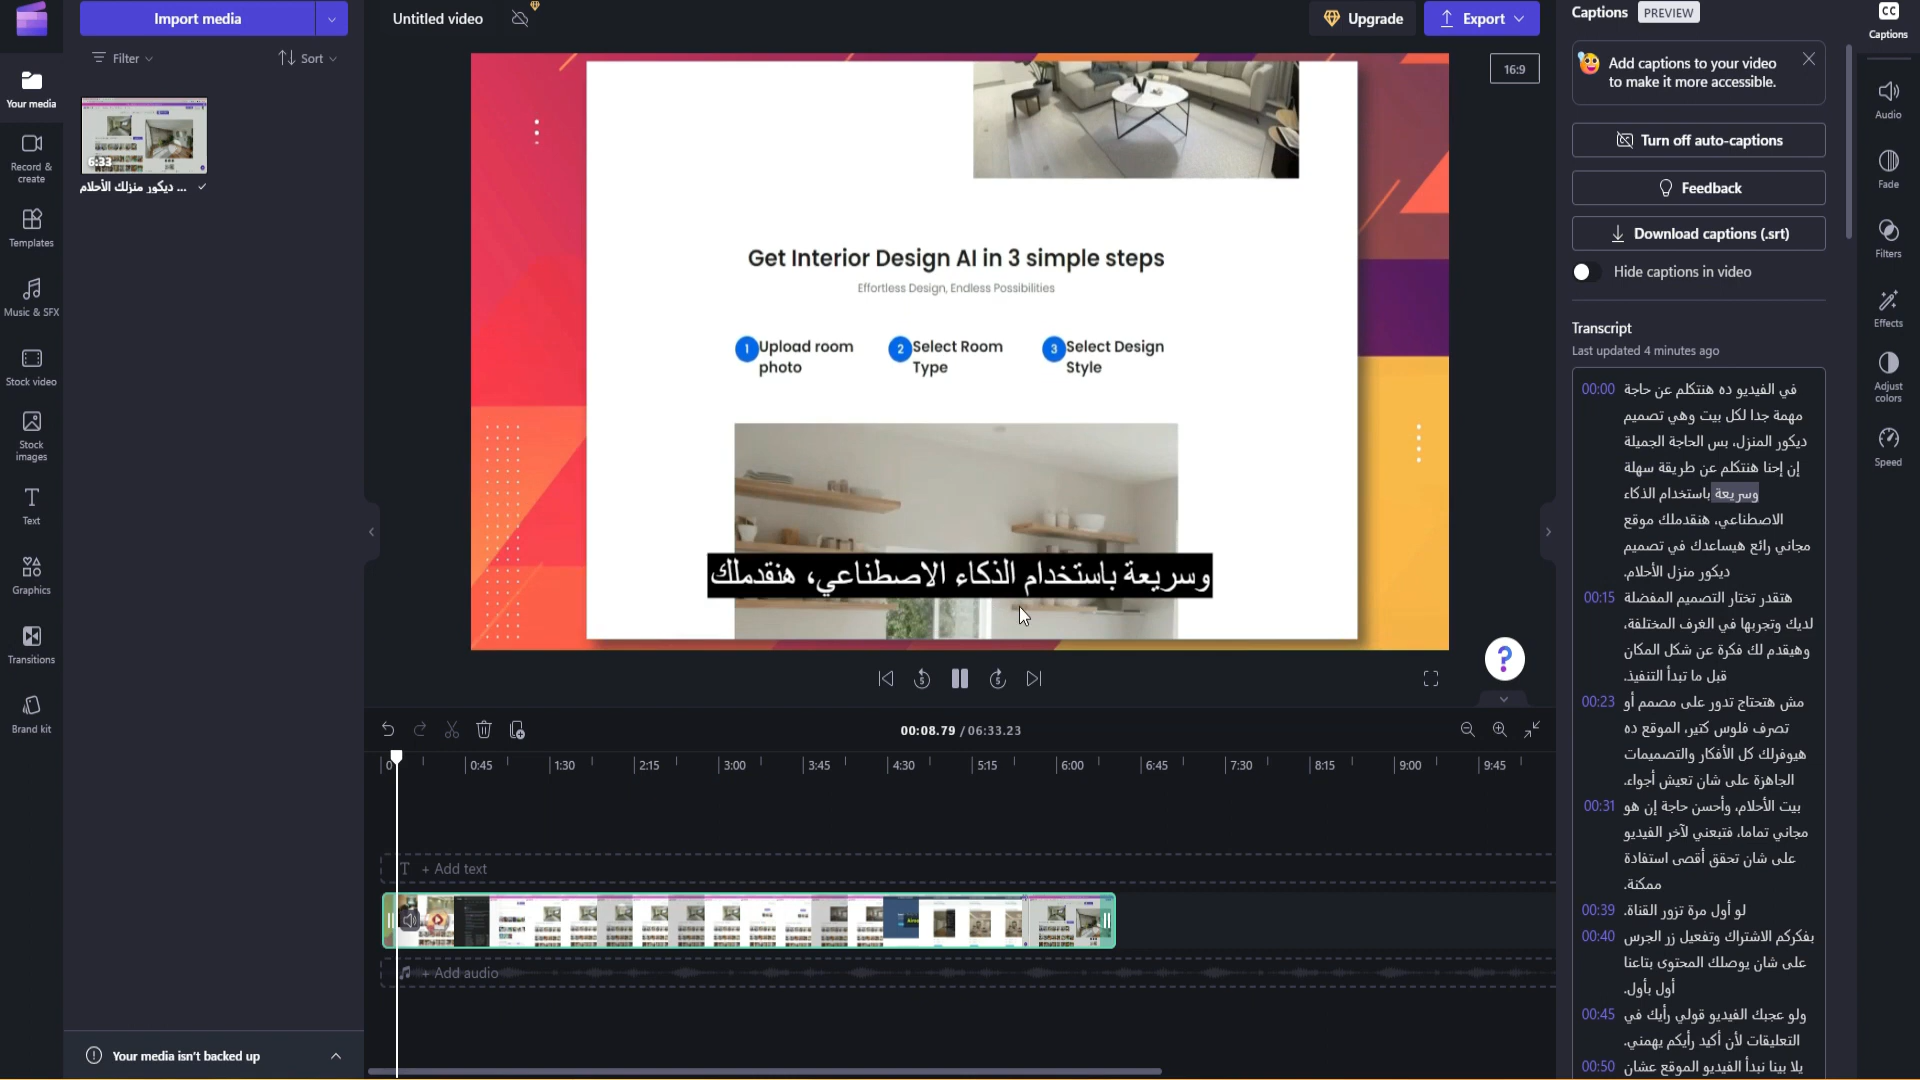 Import media
Untitled video
Upgrade
Export
Captions
PREVIEW
CC
Captions
Filter
Sort
16:9
Add captions to your video
to make it more accessible.
Your media
6:33
ديكور منزلك الأحلام ...
Record &
create
Templates
Music & SFX
Stock video
Stock
images
Text
Graphics
Transitions
Brand kit
Get Interior Design AI in 3 simple steps
Effortless Design, Endless Possibilities
1 Upload room
photo
2 Select Room
Type
3 Select Design
Style
وسريعة باستخدام الذكاء الاصطناعي، هنقدملك
Turn off auto-captions
Feedback
Download captions (.srt)
Hide captions in video
Transcript
Last updated 4 minutes ago
00:00 في الفيديو ده هنتكلم عن حاجة
مهمة جدا لكل بيت وهي تصميم
ديكور المنزل، بس الحاجة الجميلة
إن إحنا هنتكلم عن طريقة سهلة
وسريعة باستخدام الذكاء
الاصطناعي، هنقدملك موقع
مجاني رائع هيساعدك في تصميم
ديكور منزل الأحلام.
00:15 هتقدر تختار التصميم المفضلة
لديك وتجربها في الغرف المختلفة،
وهيقدم لك فكرة عن شكل المكان
قبل ما تبدأ التنفيذ.
00:23 مش هتحتاج تدور على مصمم أو
تصرف فلوس كتير، الموقع ده
هيوفرلك كل الأفكار والتصميمات
الجاهزة على شان تعيش أجواء.
00:31 بيت الأحلام، وأحسن حاجة إن هو
مجاني تماما، فتبعني لآخر الفيديو
على شان تحقق أقصى استفادة
ممكنة.
00:39 لو أول مرة تزور القناة.
00:40 بفكركم الاشتراك وتفعيل زر الجرس
على شان يوصلك المحتوى بتاعنا
أول بأول.
00:45 ولو عجبك الفيديو قولي رأيك في
التعليقات لأن أكيد رأيكم يهمني.
00:50 يلا بينا نبدأ الفيديو الموقع عشان
Audio
Fade
Filters
Effects
Adjust
colors
Speed
5
5
?
00:08.79 / 06:33.23
0 0:45 1:30 2:15 3:00 3:45 4:30 5:15 6:00 6:45 7:30 8:15 9:00 9:45
T + Add text
+ Add audio
Your media isn't backed up